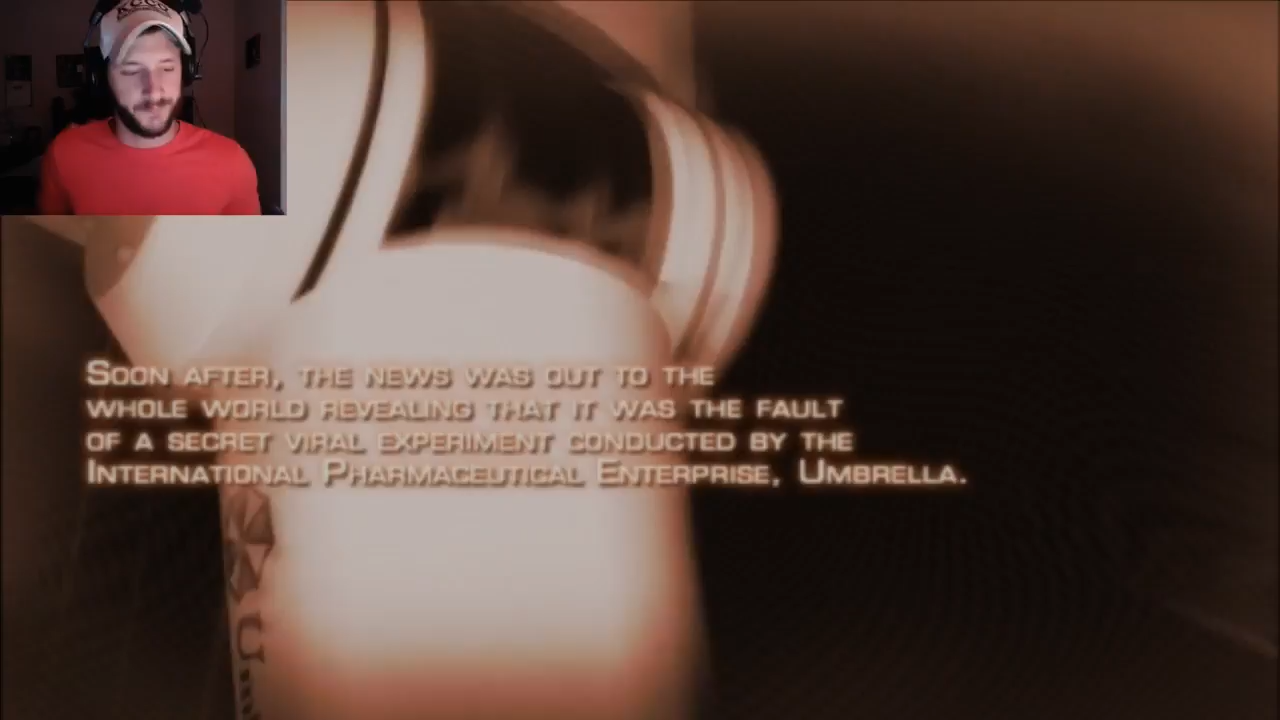 Soon after, the news was out to the
whole world revealing that it was the fault
of a secret viral experiment conducted by the
International Pharmaceutical Enterprise, Umbrella.